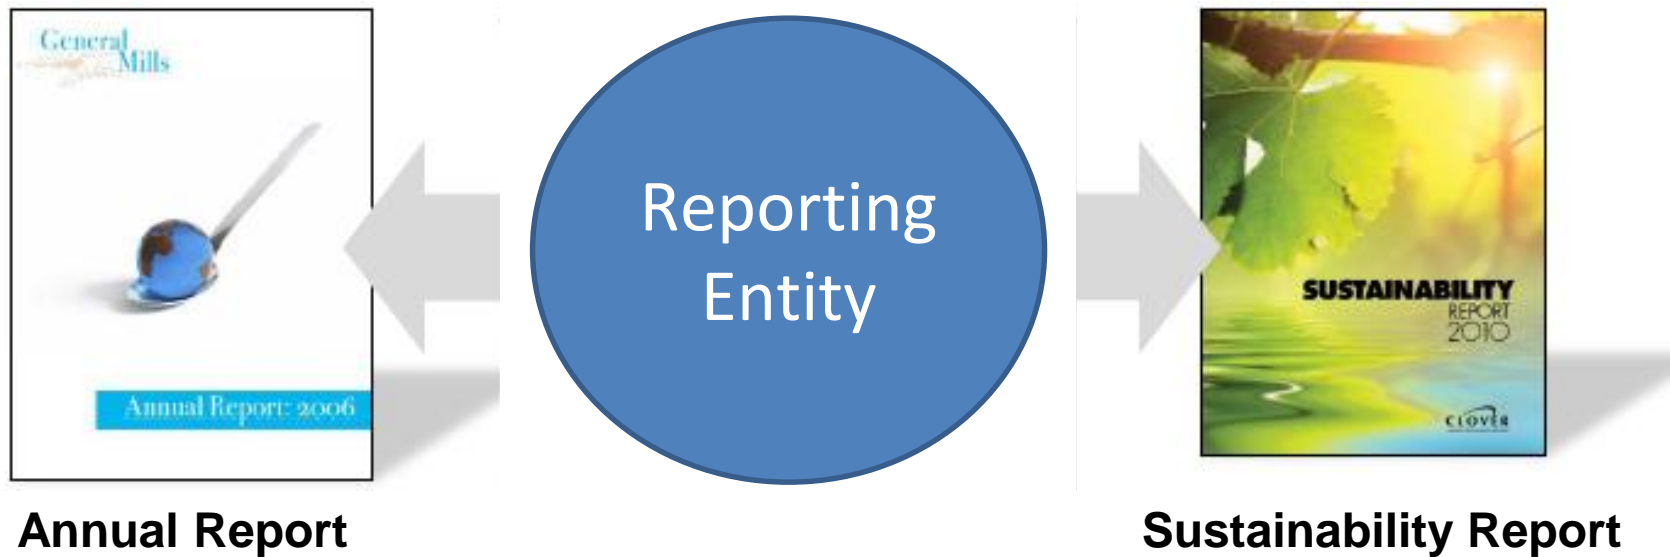 General
Mills
Annual Report: 2006
Annual Report
Reporting
Entity
SUSTAINABILITY
REPORT
2010
CLOVER
Sustainability Report